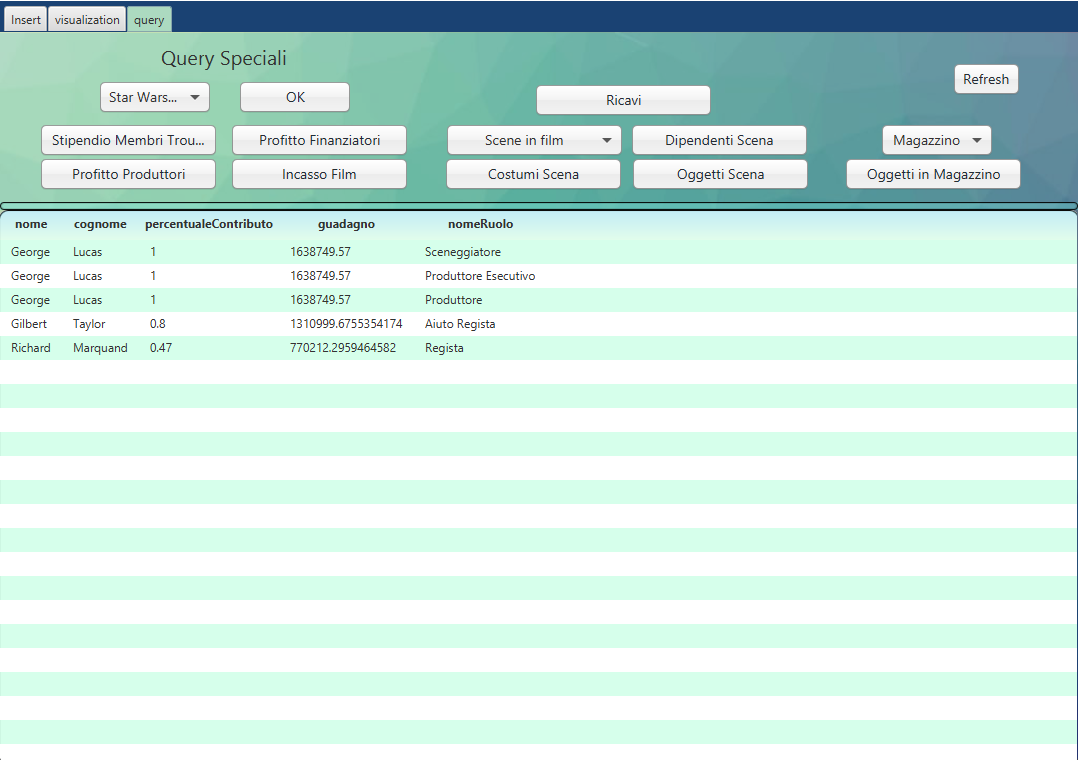 Insert visualization query
Query Speciali
Refresh
Star Wars... OK Ricavi
Stipendio Membri Trou... Profitto Finanziatori Scene in film Dipendenti Scena Magazzino
Profitto Produttori Incasso Film Costumi Scena Oggetti Scena Oggetti in Magazzino
nome cognome percentualeContributo guadagno nomeRuolo
George Lucas 1 1638749.57 Sceneggiatore
George Lucas 1 1638749.57 Produttore Esecutivo
George Lucas 1 1638749.57 Produttore
Gilbert Taylor 0.8 1310999.6755354174 Aiuto Regista
Richard Marquand 0.47 770212.2959464582 Regista